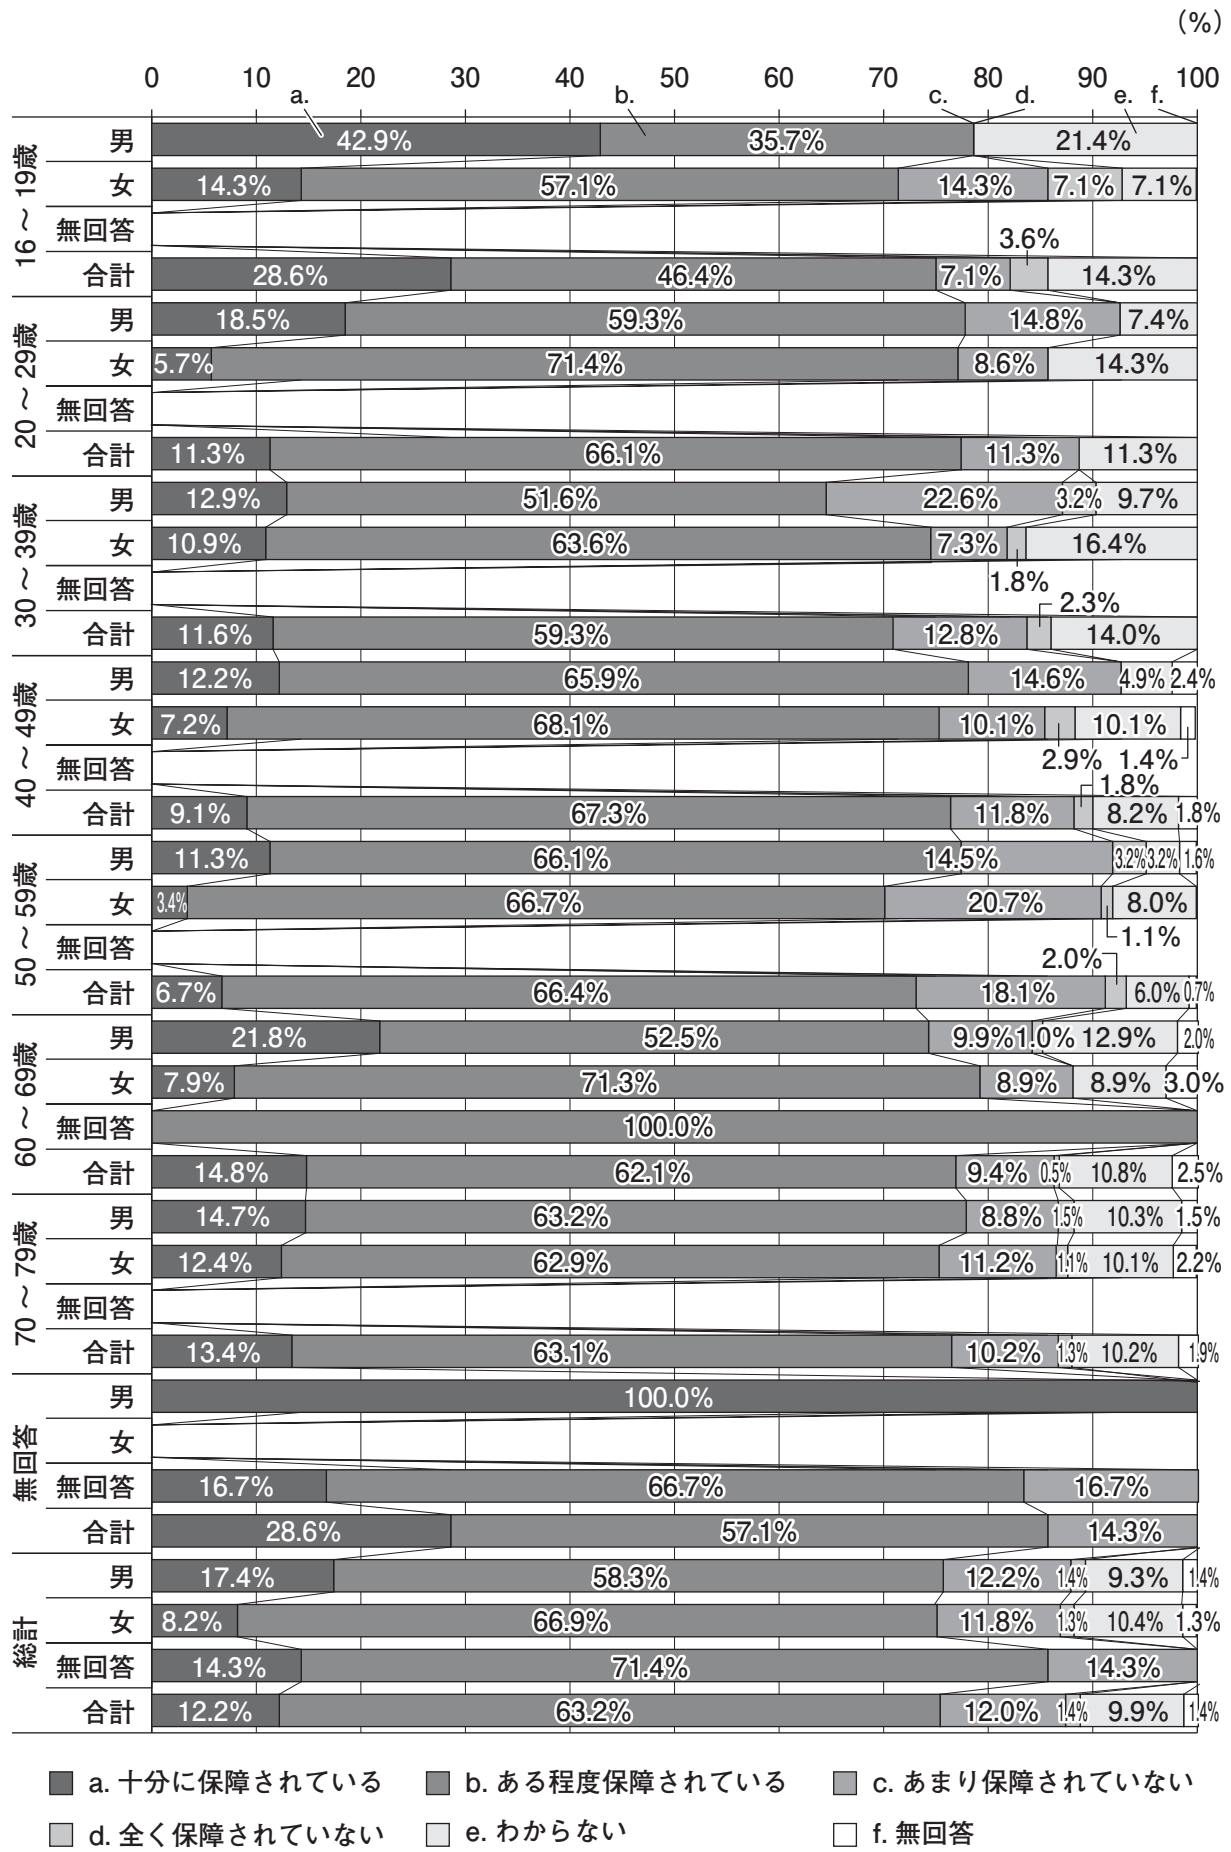 (%)
0 10 20 30 40 50 60 70 80 90 100
a. b. c. d. e. f.
16～19歳
男 42.9% 35.7% 21.4%
女 14.3% 57.1% 14.3% 7.1% 7.1%
無回答
3.6%
合計 28.6% 46.4% 7.1% 14.3%
20～29歳
男 18.5% 59.3% 14.8% 7.4%
女 5.7% 71.4% 8.6% 14.3%
無回答
合計 11.3% 66.1% 11.3% 11.3%
30～39歳
男 12.9% 51.6% 22.6% 3.2% 9.7%
女 10.9% 63.6% 7.3% 16.4%
無回答 1.8%
2.3%
合計 11.6% 59.3% 12.8% 14.0%
40～49歳
男 12.2% 65.9% 14.6% 4.9% 2.4%
女 7.2% 68.1% 10.1% 10.1%
無回答 2.9% 1.4%
1.8%
合計 9.1% 67.3% 11.8% 8.2% 1.8%
50～59歳
男 11.3% 66.1% 14.5% 3.2% 3.2% 1.6%
女 3.4% 66.7% 20.7% 8.0%
無回答 1.1%
2.0%
合計 6.7% 66.4% 18.1% 6.0% 0.7%
60～69歳
男 21.8% 52.5% 9.9% 1.0% 12.9% 2.0%
女 7.9% 71.3% 8.9% 8.9% 3.0%
無回答 100.0%
合計 14.8% 62.1% 9.4% 0.5% 10.8% 2.5%
70～79歳
男 14.7% 63.2% 8.8% 1.5% 10.3% 1.5%
女 12.4% 62.9% 11.2% 1.1% 10.1% 2.2%
無回答
合計 13.4% 63.1% 10.2% 1.3% 10.2% 1.9%
無回答
男 100.0%
女
無回答 16.7% 66.7% 16.7%
合計 28.6% 57.1% 14.3%
総計
男 17.4% 58.3% 12.2% 1.4% 9.3% 1.4%
女 8.2% 66.9% 11.8% 1.3% 10.4% 1.3%
無回答 14.3% 71.4% 14.3%
合計 12.2% 63.2% 12.0% 1.4% 9.9% 1.4%
a. 十分に保障されている b. ある程度保障されている c. あまり保障されていない
d. 全く保障されていない e. わからない f. 無回答